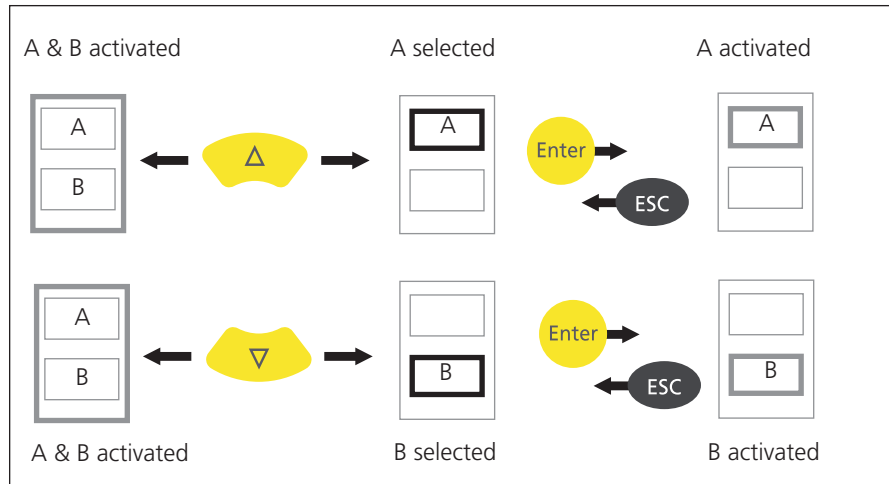 A & B activated
A selected
A activated
A
A
A
Enter
B
ESC
A
Enter
B
B
B
ESC
A & B activated
B selected
B activated